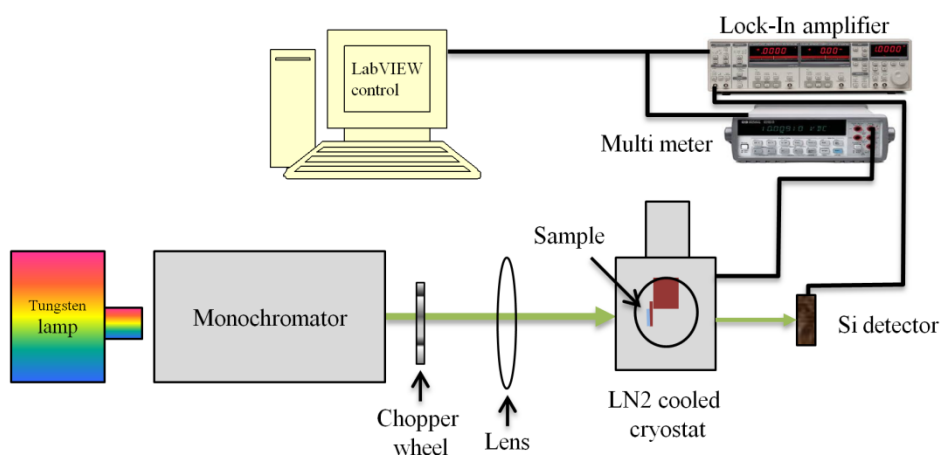 Lock-In amplifier
LabVIEW
control
Multi meter
Sample
Tungsten
lamp
Monochromator
Si detector
Chopper
wheel
Lens
LN2 cooled
cryostat